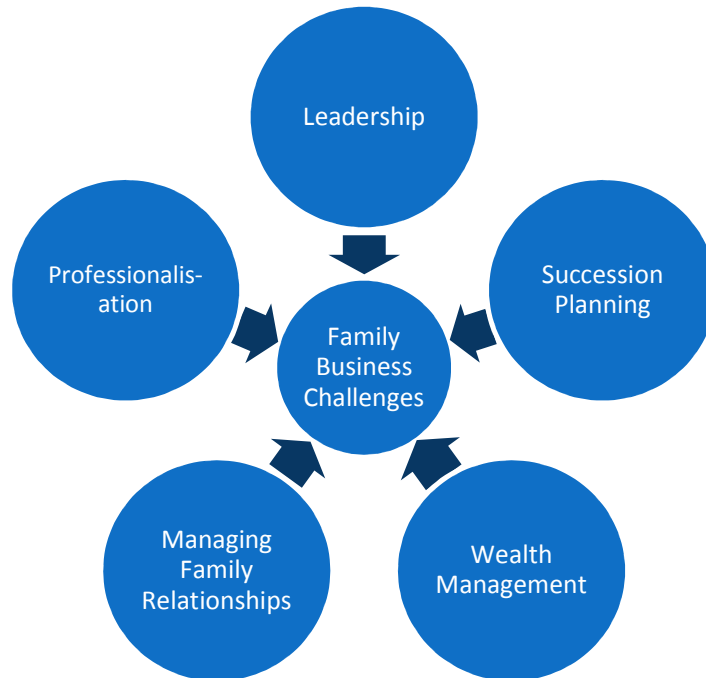 Leadership
Professionalis-
ation
Succession
Planning
Family
Business
Challenges
Managing
Family
Relationships
Wealth
Management